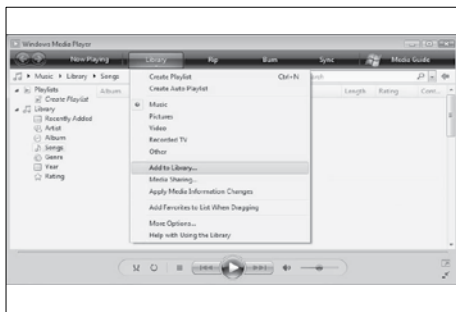 Windows Media Player
Now Playing Library Rip Burn Sync Media Guide
Music ▸ Library ▸ Songs
Playlists
Create Playlist
Library
Recently Added
Artist
Album
Songs
Genre
Year
Rating
Album Length Rating
Create Playlist Ctrl+N
Create Auto Playlist
Music
Pictures
Video
Recorded TV
Other
Add to Library...
Media Sharing...
Apply Media Information Changes
Add Favorites to List When Dragging
More Options...
Help with Using the Library